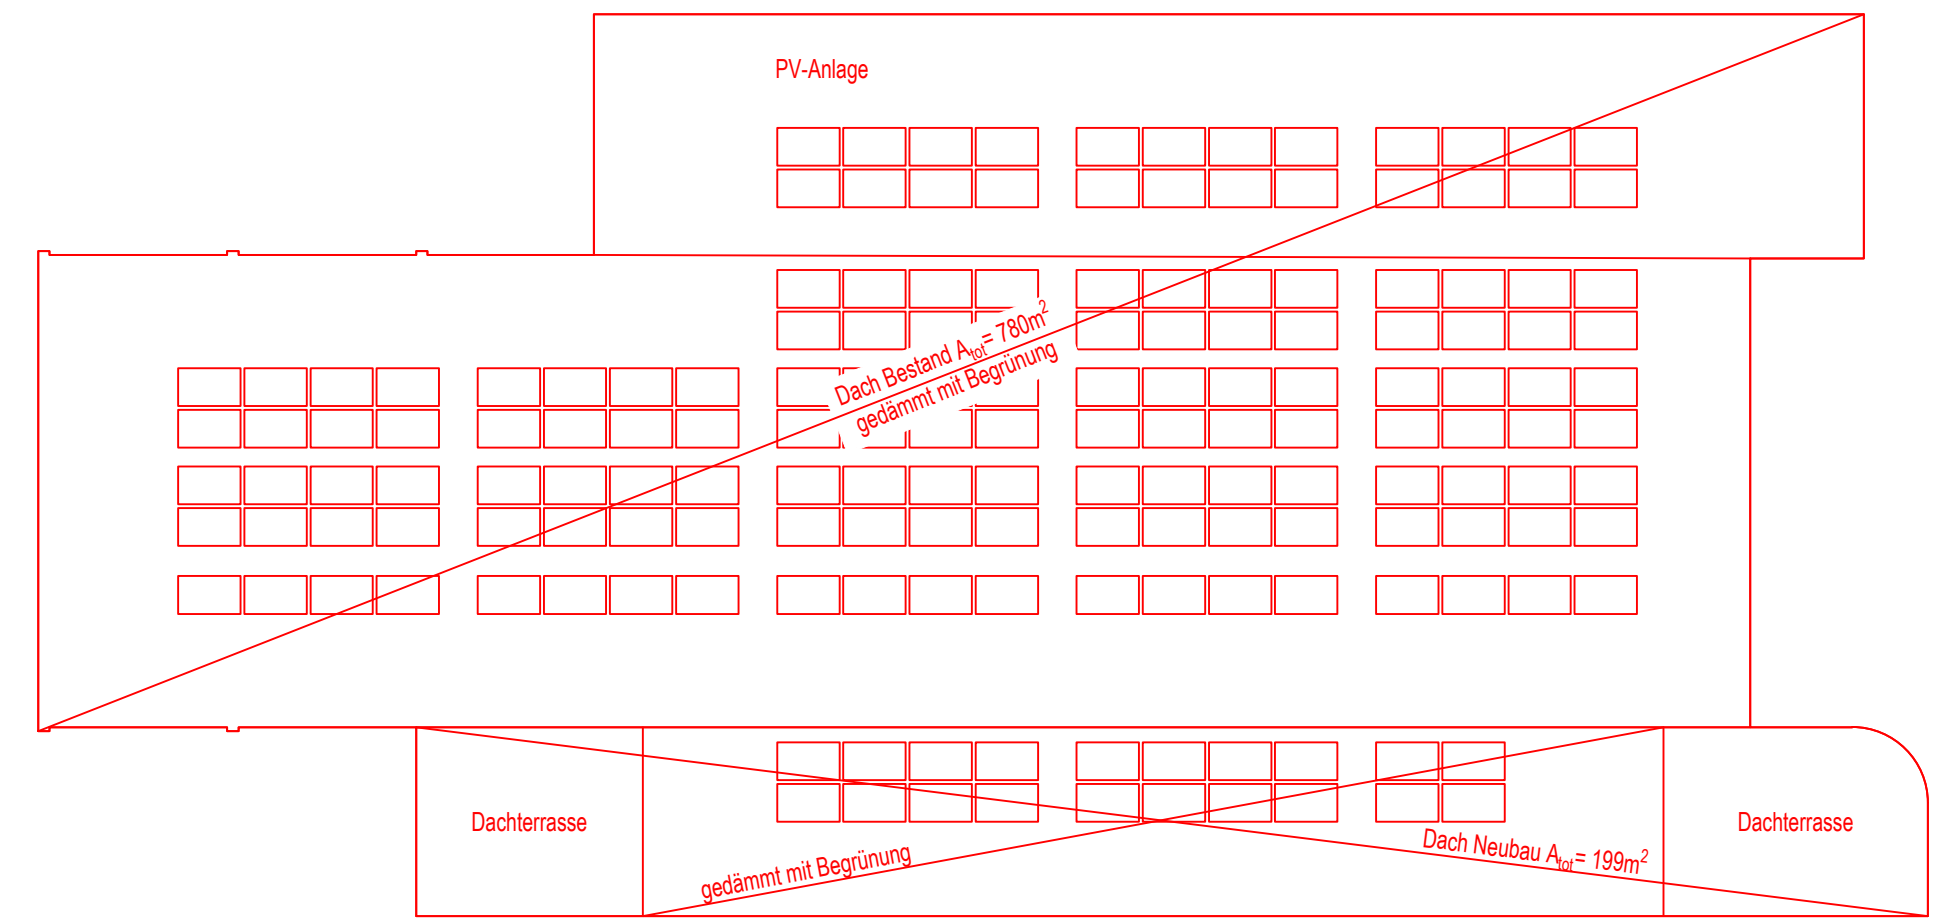 PV-Anlage
Dach Bestand Atot= 780m²
gedämmt mit Begrünung
Dachterrasse
gedämmt mit Begrünung
Dach Neubau Atot= 199m²
Dachterrasse